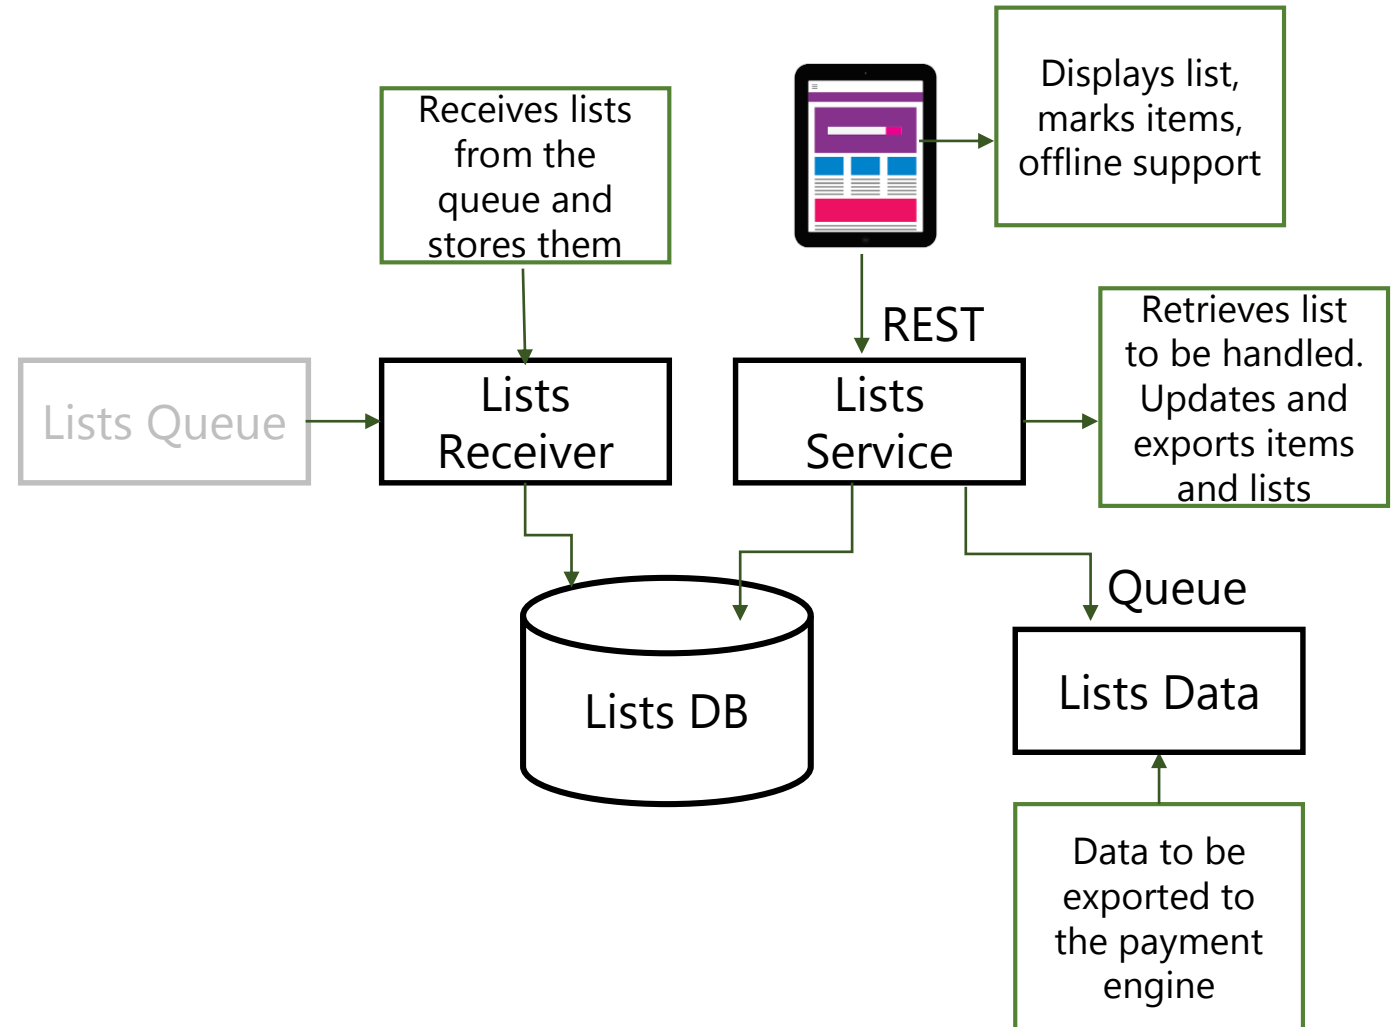 Displays list,
marks items,
offline support
Receives lists
from the
queue and
stores them
REST
Retrieves list
to be handled.
Updates and
exports items
and lists
Lists Queue
Lists
Receiver
Lists
Service
Queue
Lists DB
Lists Data
Data to be
exported to
the payment
engine